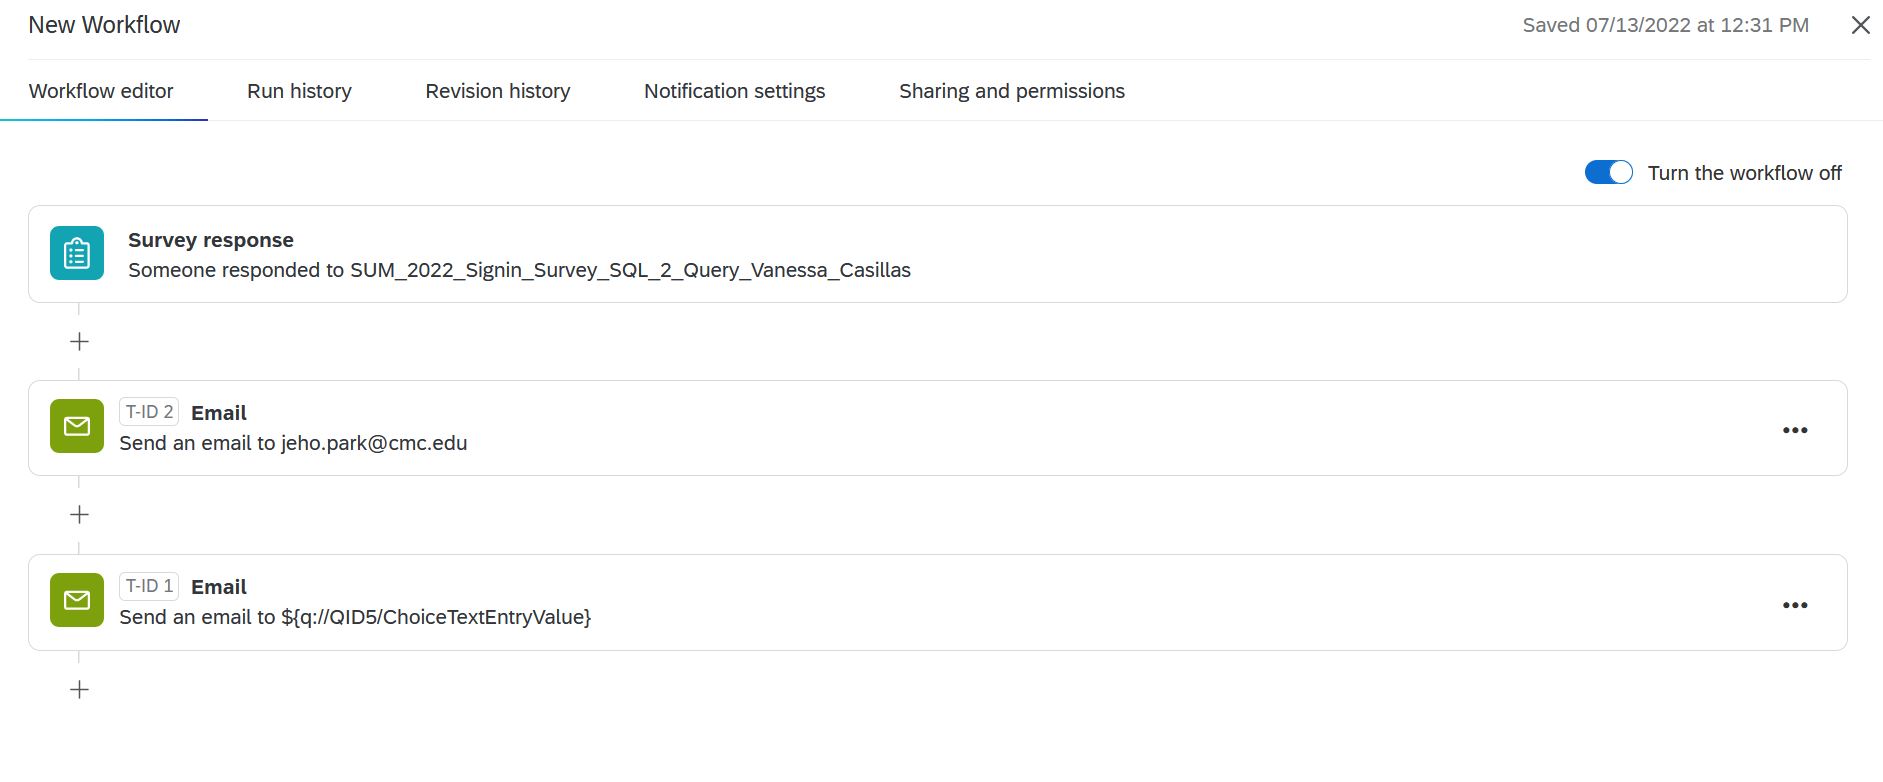 New Workflow
Saved 07/13/2022 at 12:31 PM
Workflow editor
Run history
Revision history
Notification settings
Sharing and permissions
Turn the workflow off
Survey response
Someone responded to SUM_2022_Signin_Survey_SQL_2_Query_Vanessa_Casillas
T-ID 2 Email
Send an email to jeho.park@cmc.edu
T-ID 1 Email
Send an email to ${q://QID5/ChoiceTextEntryValue}